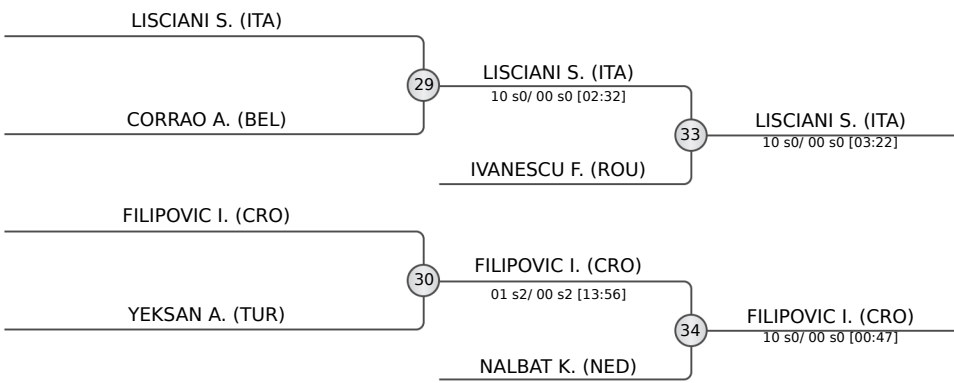 LISCIANI S. (ITA)
29
LISCIANI S. (ITA)
10 s0/ 00 s0 [02:32]
CORRAO A. (BEL)
33
LISCIANI S. (ITA)
10 s0/ 00 s0 [03:22]
IVANESCU F. (ROU)
FILIPOVIC I. (CRO)
30
FILIPOVIC I. (CRO)
01 s2/ 00 s2 [13:56]
YEKSAN A. (TUR)
34
FILIPOVIC I. (CRO)
10 s0/ 00 s0 [00:47]
NALBAT K. (NED)